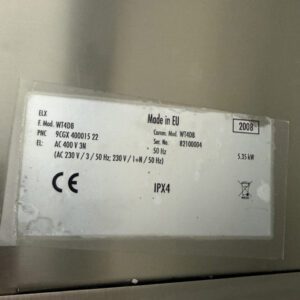 Made in EU
2008
ELX
F. Mod. WT4DB
Comm. Mod. WT4DB
PNC 9CGX 400015 22
Ser. No. 82100004
EL: AC 400 V 3N
50 Hz
5.35 kW
(AC 230 V / 3 / 50 Hz; 230 V / 1+N / 50 Hz)
CE
IPX4